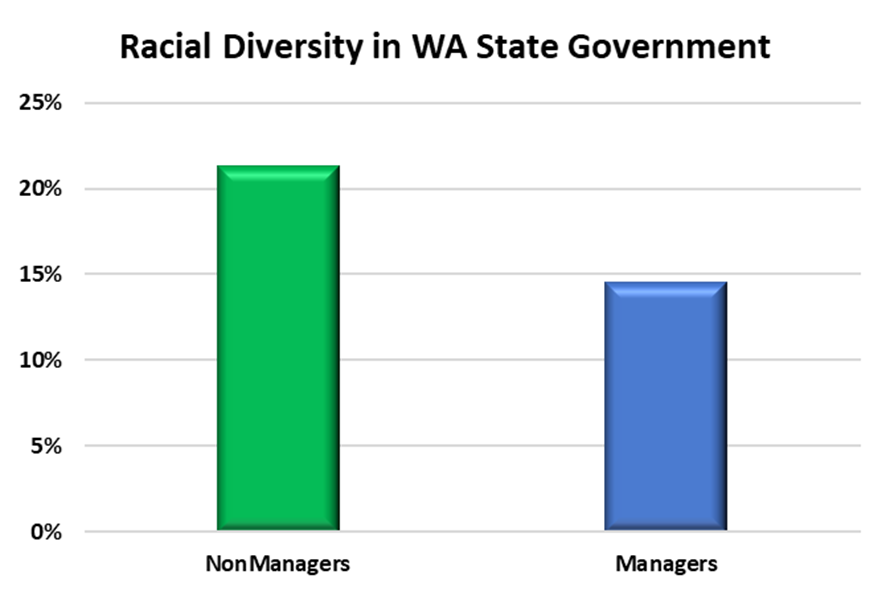 Racial Diversity in WA State Government
25%
20%
15%
10%
5%
0%
NonManagers
Managers